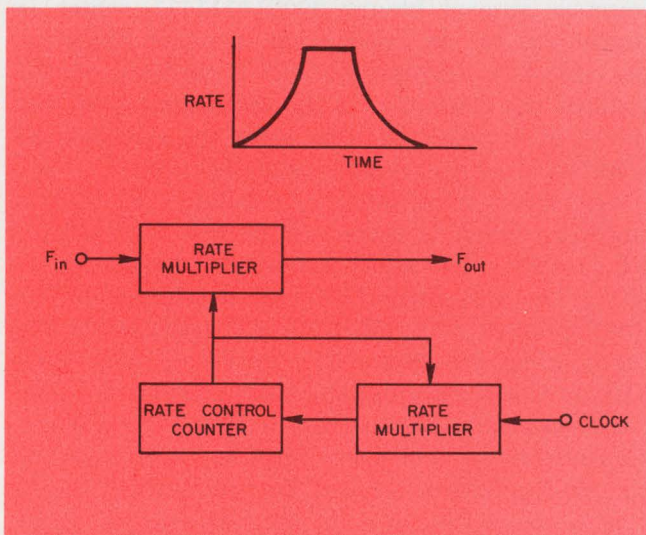 RATE
TIME
F_in
RATE
MULTIPLIER
F_out
RATE CONTROL
COUNTER
RATE
MULTIPLIER
CLOCK